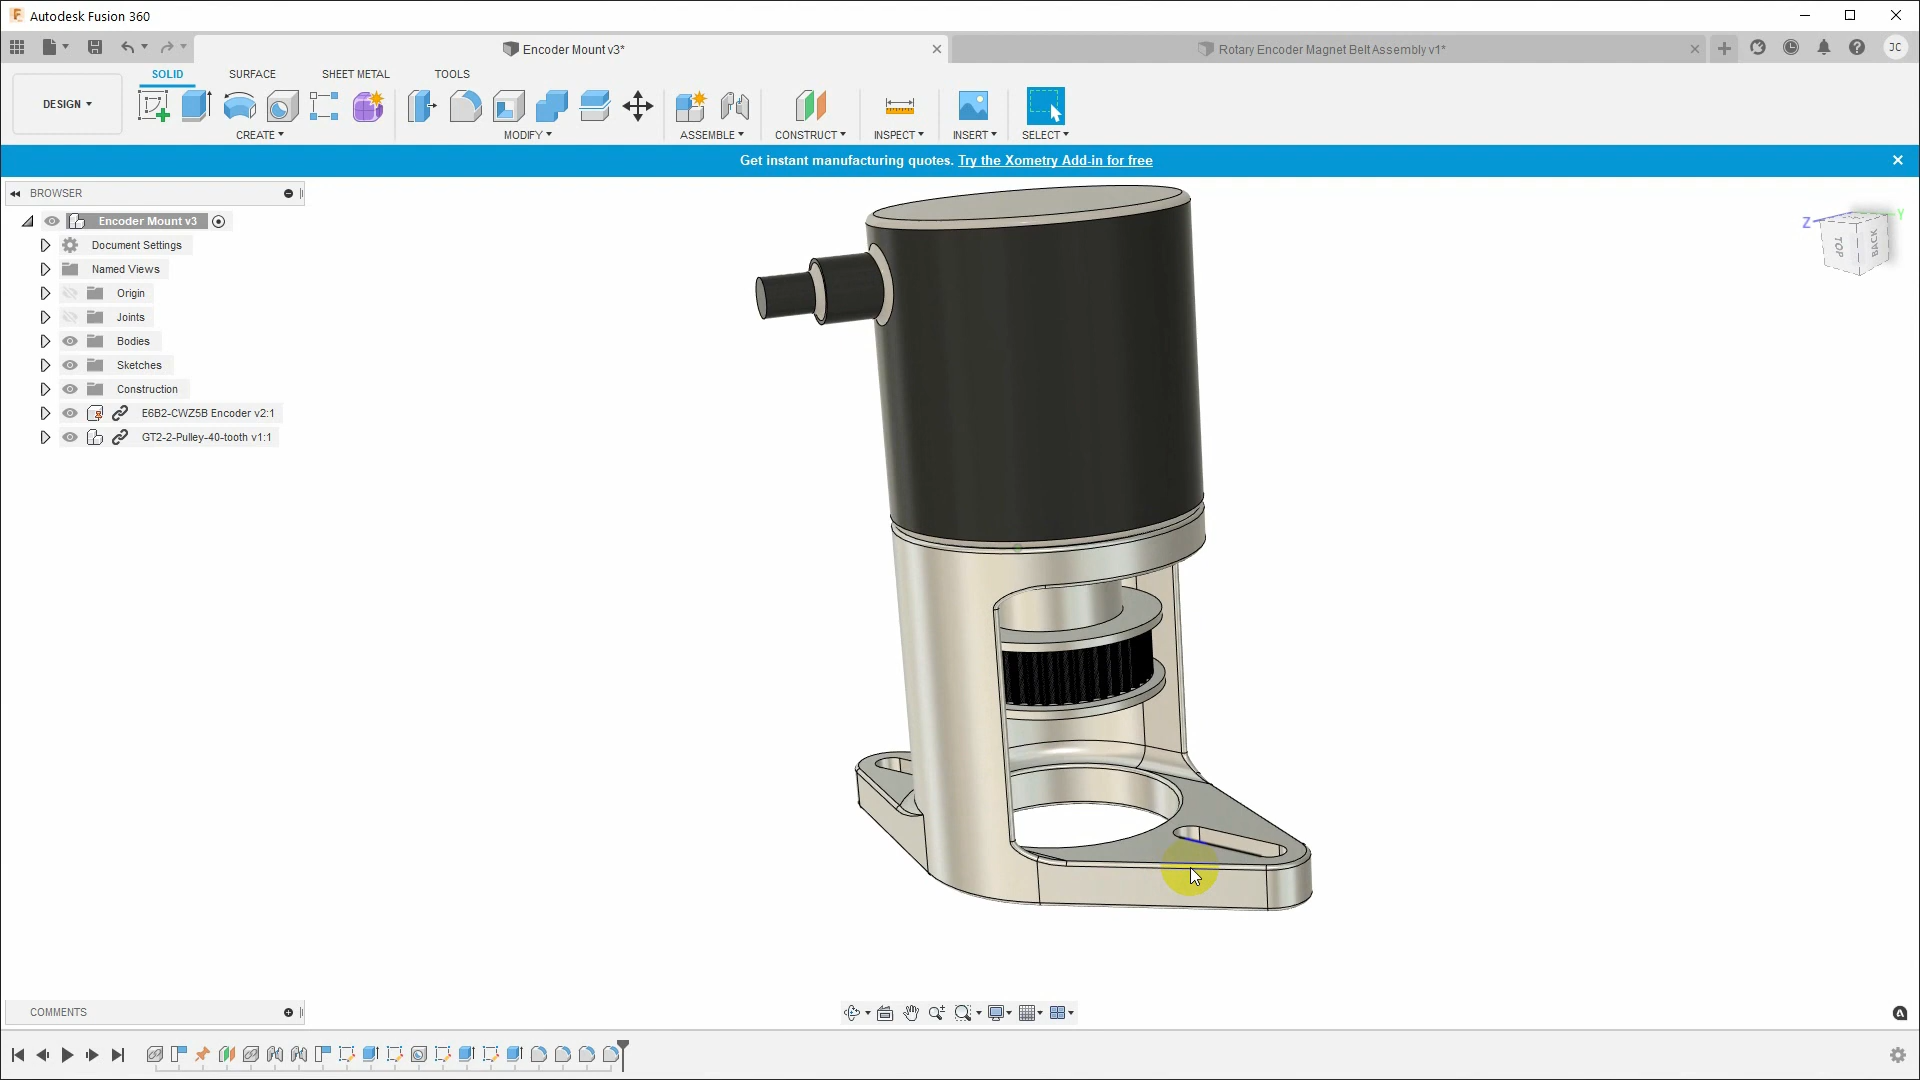 Autodesk Fusion 360
Encoder Mount v3*
Rotary Encoder Magnet Belt Assembly v1*
JC
DESIGN
SOLID SURFACE SHEET METAL TOOLS
CREATE MODIFY ASSEMBLE CONSTRUCT INSPECT INSERT SELECT
Get instant manufacturing quotes. Try the Xometry Add-in for free
BROWSER
Encoder Mount v3
Document Settings
Named Views
Origin
Joints
Bodies
Sketches
Construction
E6B2-CWZ5B Encoder v2:1
GT2-2-Pulley-40-tooth v1:1
Z
Y
TOP
BACK
COMMENTS